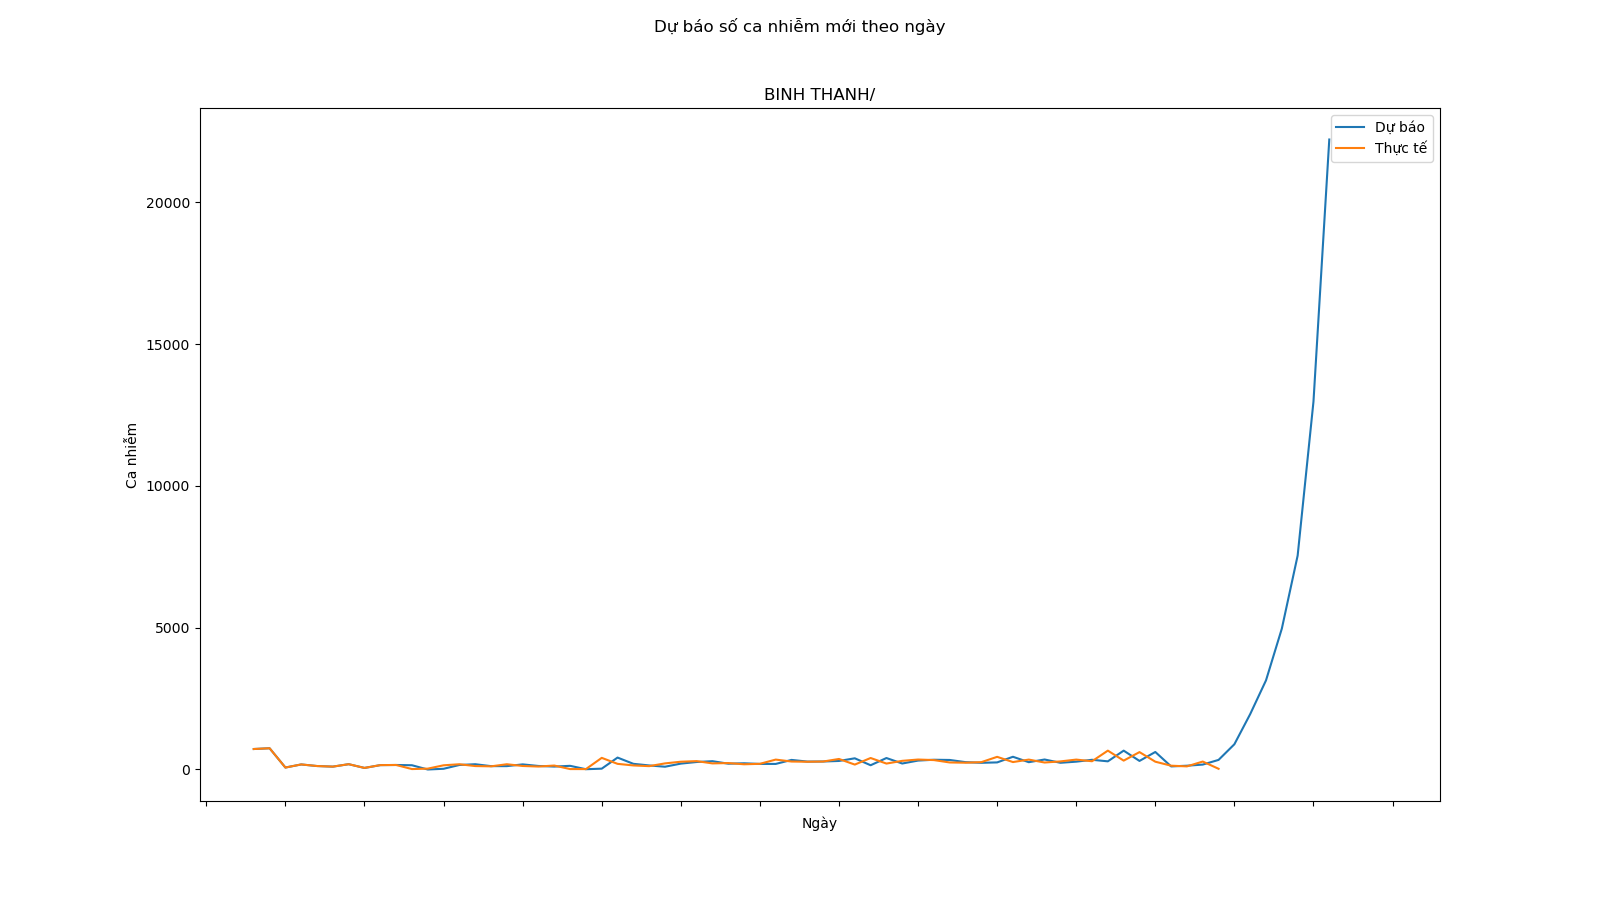 Dự báo số ca nhiễm mới theo ngày
BINH THANH/
Dự báo
Thực tế
20000
15000
10000
5000
0
Ca nhiễm
Ngày